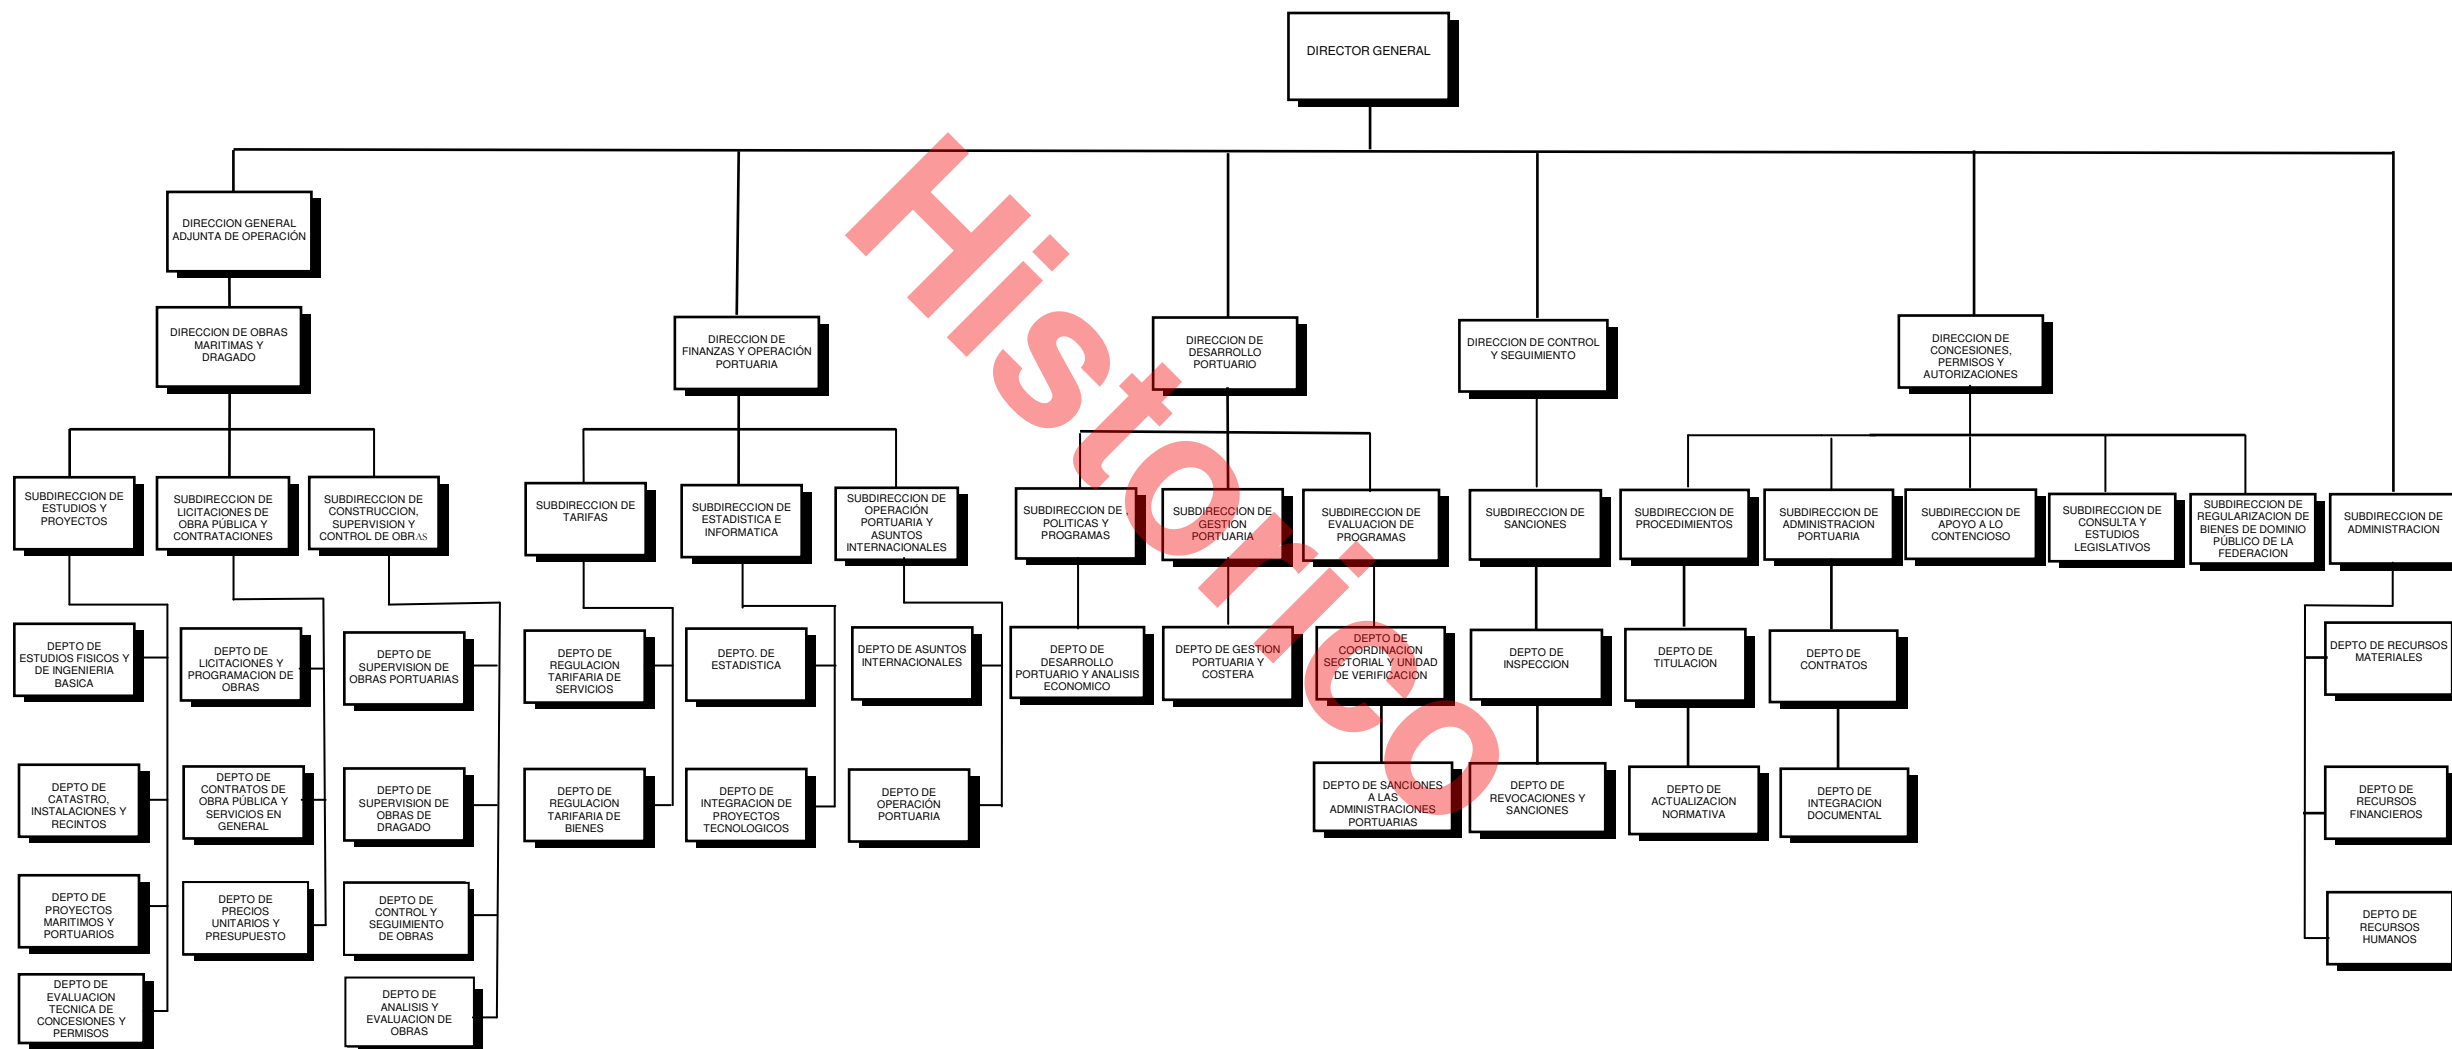 DIRECTOR GENERAL
DIRECCION GENERAL
ADJUNTA DE OPERACIÓN
DIRECCION DE OBRAS
MARITIMAS Y
DRAGADO
DIRECCION DE
FINANZAS Y OPERACIÓN
PORTUARIA
DIRECCION DE
DESARROLLO
PORTUARIO
DIRECCION DE CONTROL
Y SEGUIMIENTO
DIRECCION DE
CONCESIONES,
PERMISOS Y
AUTORIZACIONES
SUBDIRECCION DE
ESTUDIOS Y
PROYECTOS
SUBDIRECCION DE
LICITACIONES DE
OBRA PÚBLICA Y
CONTRATACIONES
SUBDIRECCION DE
CONSTRUCCION,
SUPERVISION Y
CONTROL DE OBRAS
SUBDIRECCION DE
TARIFAS
SUBDIRECCION DE
ESTADISTICA E
INFORMATICA
SUBDIRECCION DE
OPERACIÓN
PORTUARIA Y
ASUNTOS
INTERNACIONALES
SUBDIRECCION DE ,
POLITICAS Y
PROGRAMAS
SUBDIRECCION DE
GESTION
PORTUARIA
SUBDIRECCION DE
EVALUACION DE
PROGRAMAS
SUBDIRECCION DE
SANCIONES
SUBDIRECCION DE
PROCEDIMIENTOS
SUBDIRECCION DE
ADMINISTRACION
PORTUARIA
SUBDIRECCION DE
APOYO A LO
CONTENCIOSO
SUBDIRECCION DE
CONSULTA Y
ESTUDIOS
LEGISLATIVOS
SUBDIRECCION DE
REGULARIZACION DE
BIENES DE DOMINIO
PÚBLICO DE LA
FEDERACION
SUBDIRECCION DE
ADMINISTRACION
DEPTO DE
ESTUDIOS FISICOS Y
DE INGENIERIA
BASICA
DEPTO DE
LICITACIONES Y
PROGRAMACION DE
OBRAS
DEPTO DE
SUPERVISION DE
OBRAS PORTUARIAS
DEPTO DE
REGULACION
TARIFARIA DE
SERVICIOS
DEPTO. DE
ESTADISTICA
DEPTO DE ASUNTOS
INTERNACIONALES
DEPTO DE
DESARROLLO
PORTUARIO Y ANALISIS
ECONOMICO
DEPTO DE GESTION
PORTUARIA Y
COSTERA
DEPTO DE
COORDINACION
SECTORIAL Y UNIDAD
DE VERIFICACION
DEPTO DE
INSPECCION
DEPTO DE
TITULACION
DEPTO DE
CONTRATOS
DEPTO DE RECURSOS
MATERIALES
DEPTO DE
CATASTRO,
INSTALACIONES Y
RECINTOS
DEPTO DE
CONTRATOS DE
OBRA PÚBLICA Y
SERVICIOS EN
GENERAL
DEPTO DE
SUPERVISION DE
OBRAS DE
DRAGADO
DEPTO DE
REGULACION
TARIFARIA DE
BIENES
DEPTO DE
INTEGRACION DE
PROYECTOS
TECNOLOGICOS
DEPTO DE
OPERACIÓN
PORTUARIA
DEPTO DE SANCIONES
A LAS
ADMINISTRACIONES
PORTUARIAS
DEPTO DE
REVOCACIONES Y
SANCIONES
DEPTO DE
ACTUALIZACION
NORMATIVA
DEPTO DE
INTEGRACION
DOCUMENTAL
DEPTO DE
RECURSOS
FINANCIEROS
DEPTO DE
PROYECTOS
MARITIMOS Y
PORTUARIOS
DEPTO DE
PRECIOS
UNITARIOS Y
PRESUPUESTO
DEPTO DE
CONTROL Y
SEGUIMIENTO
DE OBRAS
DEPTO DE
RECURSOS
HUMANOS
DEPTO DE
EVALUACION
TECNICA DE
CONCESIONES Y
PERMISOS
DEPTO DE
ANALISIS Y
EVALUACION DE
OBRAS
Historico